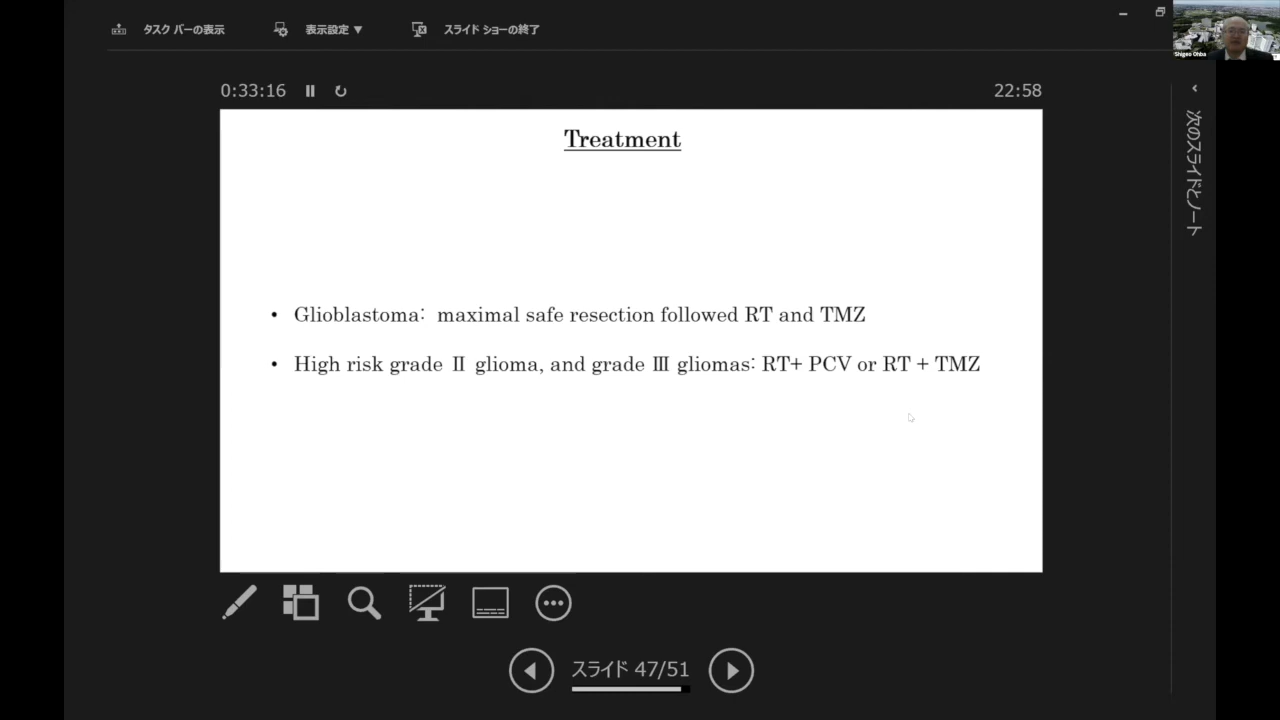 タスク バーの表示
表示設定 ▼
スライド ショーの終了
Shigeo Ohba
0:33:16
22:58
Treatment
• Glioblastoma: maximal safe resection followed RT and TMZ
• High risk grade Ⅱ glioma, and grade Ⅲ gliomas: RT+ PCV or RT + TMZ
スライド 47/51
次のスライドとノート